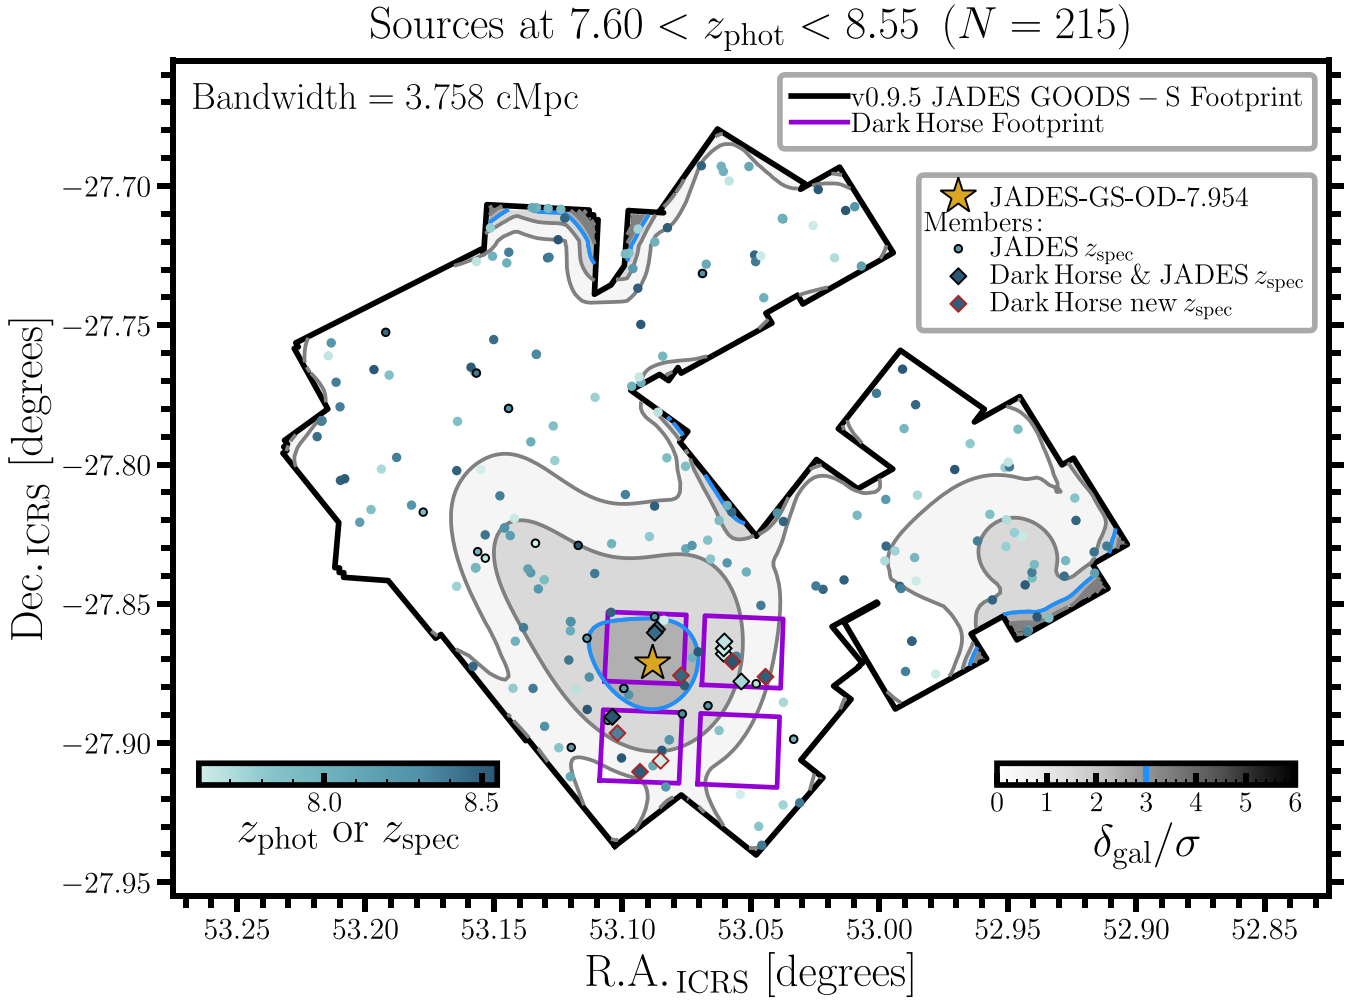 Sources at 7.60 < z_phot < 8.55 (N = 215)
Bandwidth = 3.758 cMpc
v0.9.5 JADES GOODS − S Footprint
Dark Horse Footprint
JADES-GS-OD-7.954
Members:
JADES z_spec
Dark Horse & JADES z_spec
Dark Horse new z_spec
−27.70
−27.75
−27.80
−27.85
−27.90
−27.95
Dec. ICRS [degrees]
8.0 8.5
z_phot or z_spec
0 1 2 3 4 5 6
δ_gal/σ
53.25 53.20 53.15 53.10 53.05 53.00 52.95 52.90 52.85
R.A. ICRS [degrees]